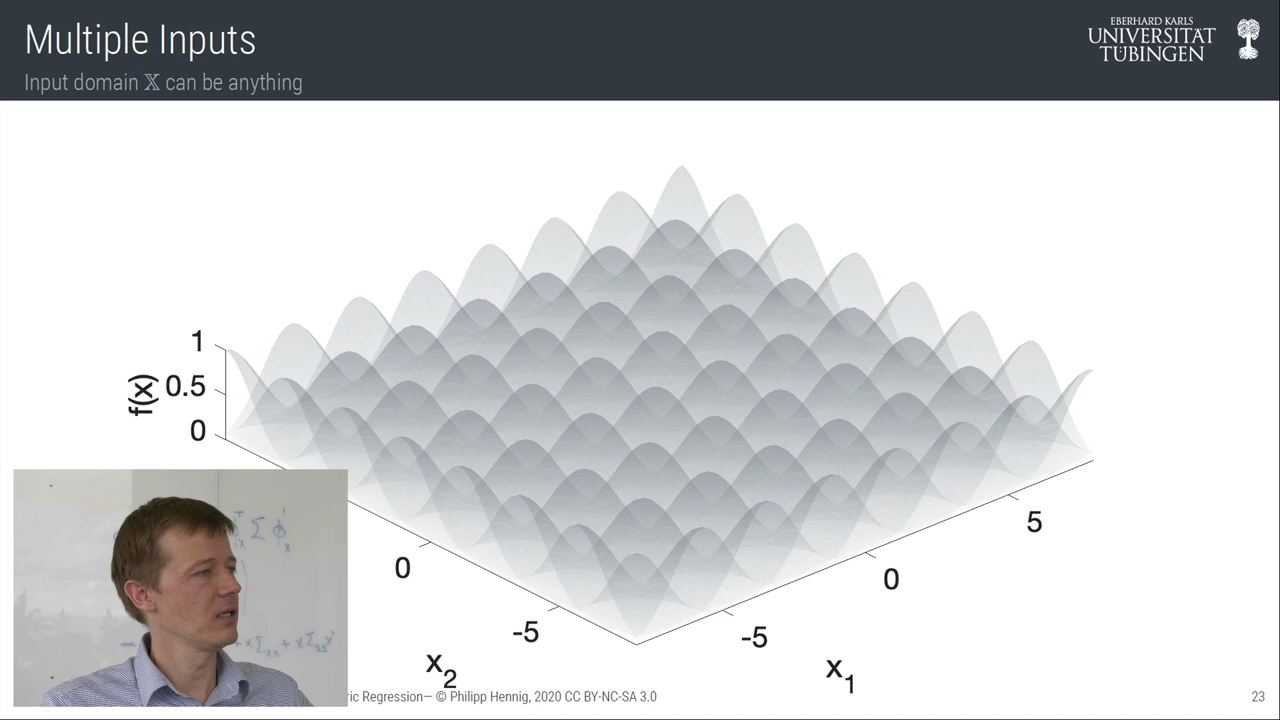 Multiple Inputs
Input domain 𝕏 can be anything
EBERHARD KARLS
UNIVERSITÄT
TÜBINGEN
1
0.5
0
f(x)
0
-5
x₂
5
0
-5
x₁
ric Regression— © Philipp Hennig, 2020 CC BY-NC-SA 3.0
23